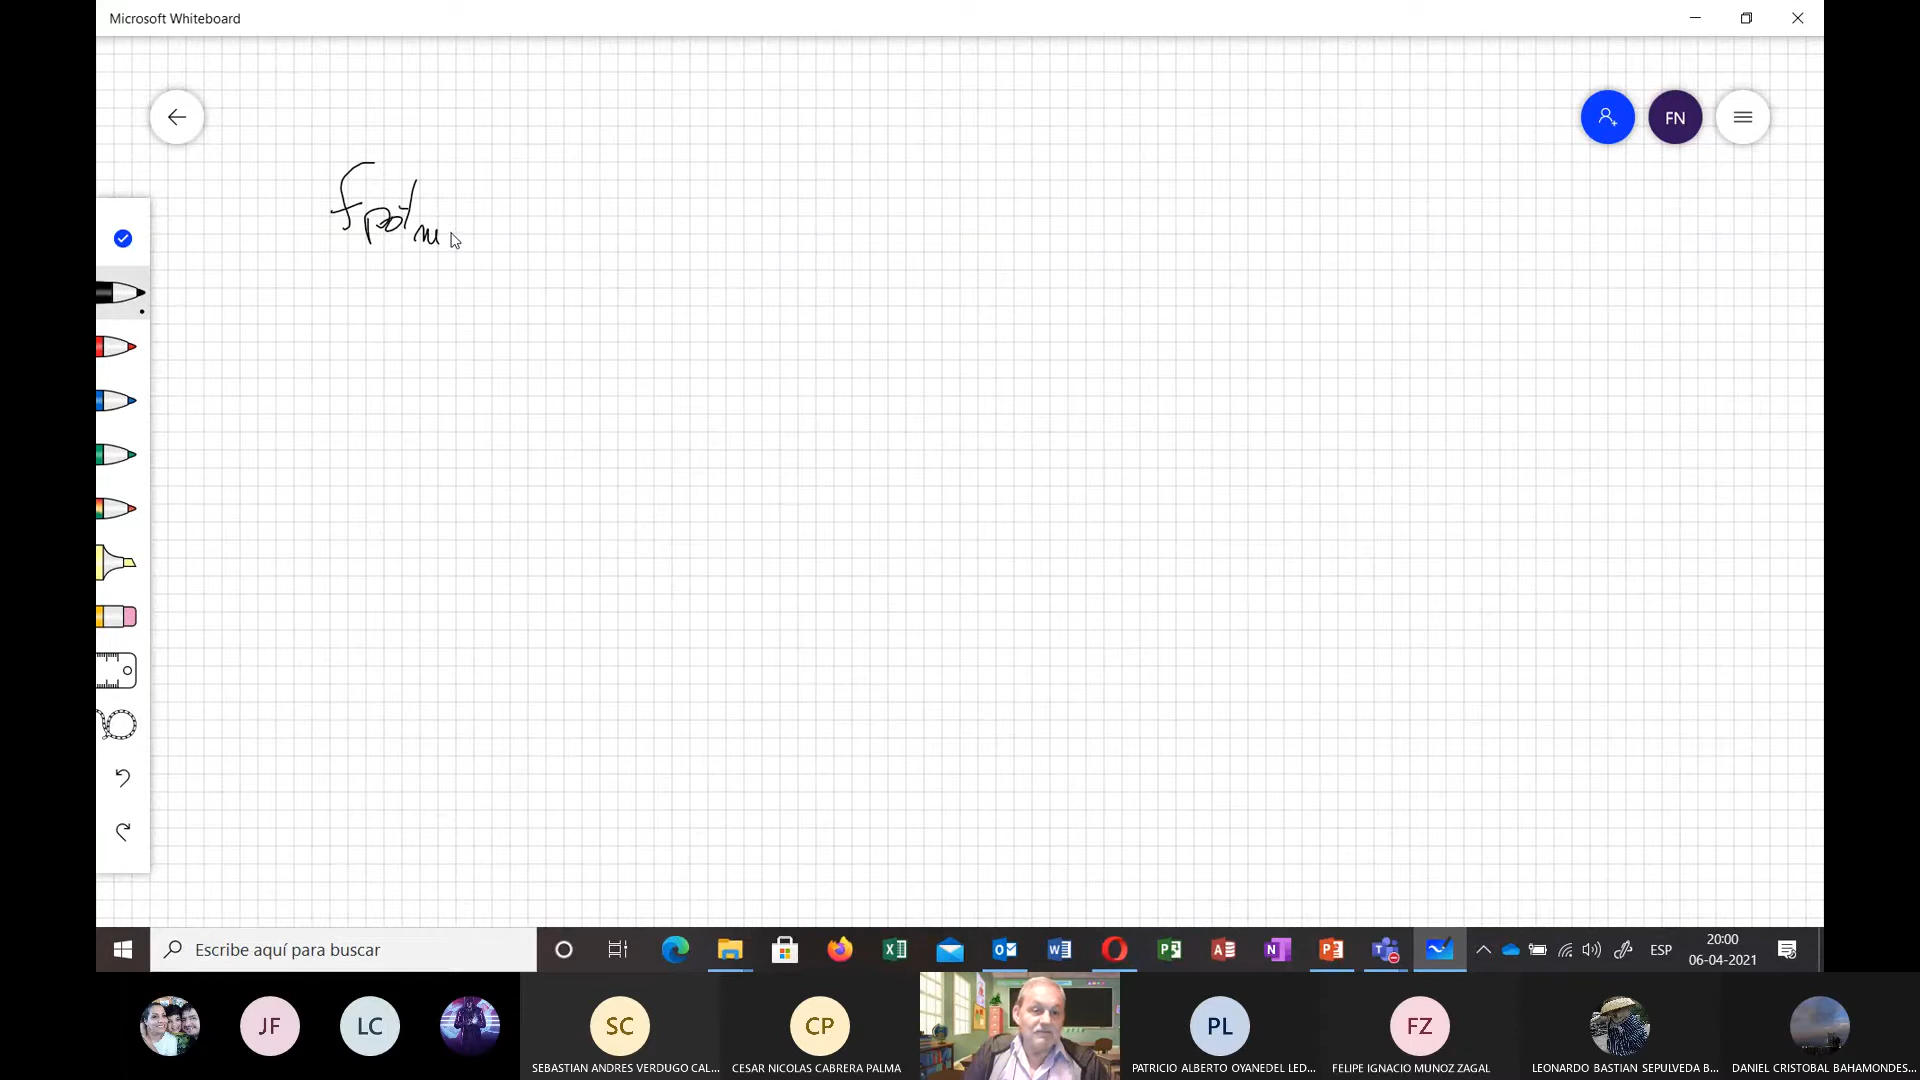 Microsoft Whiteboard
FN
fpot m
Escribe aquí para buscar
ESP
20:00
06-04-2021
JF
LC
SC
SEBASTIAN ANDRES VERDUGO CAL...
CP
CESAR NICOLAS CABRERA PALMA
PL
PATRICIO ALBERTO OYANEDEL LED...
FZ
FELIPE IGNACIO MUNOZ ZAGAL
LEONARDO BASTIAN SEPULVEDA B...
DANIEL CRISTOBAL BAHAMONDES...